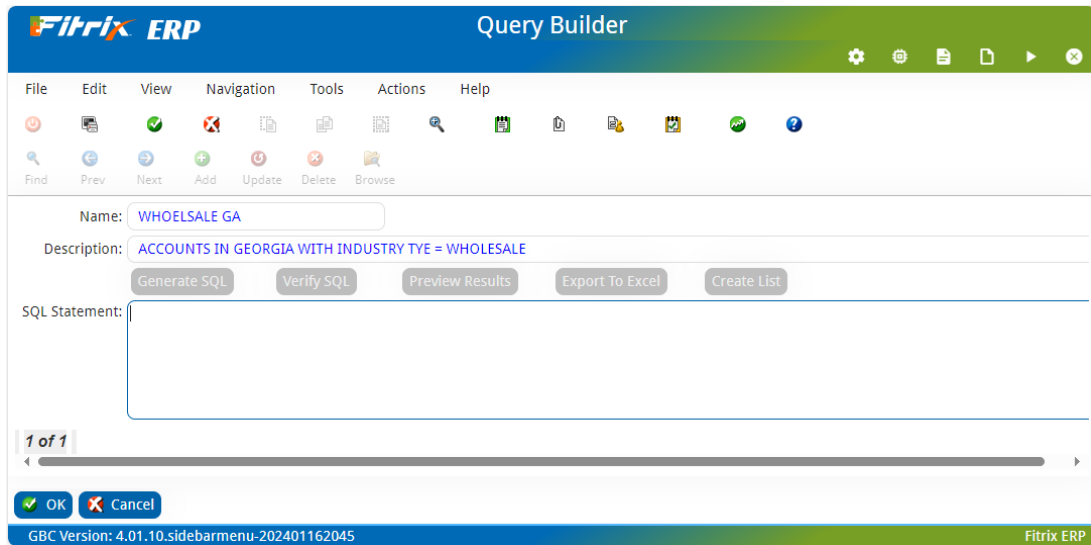 Fitrix ERP
Query Builder
File Edit View Navigation Tools Actions Help
Find Prev Next Add Update Delete Browse
Name: WHOELSALE GA
Description: ACCOUNTS IN GEORGIA WITH INDUSTRY TYE = WHOLESALE
Generate SQL Verify SQL Preview Results Export To Excel Create List
SQL Statement:
1 of 1
OK Cancel
GBC Version: 4.01.10.sidebarmenu-202401162045 Fitrix ERP